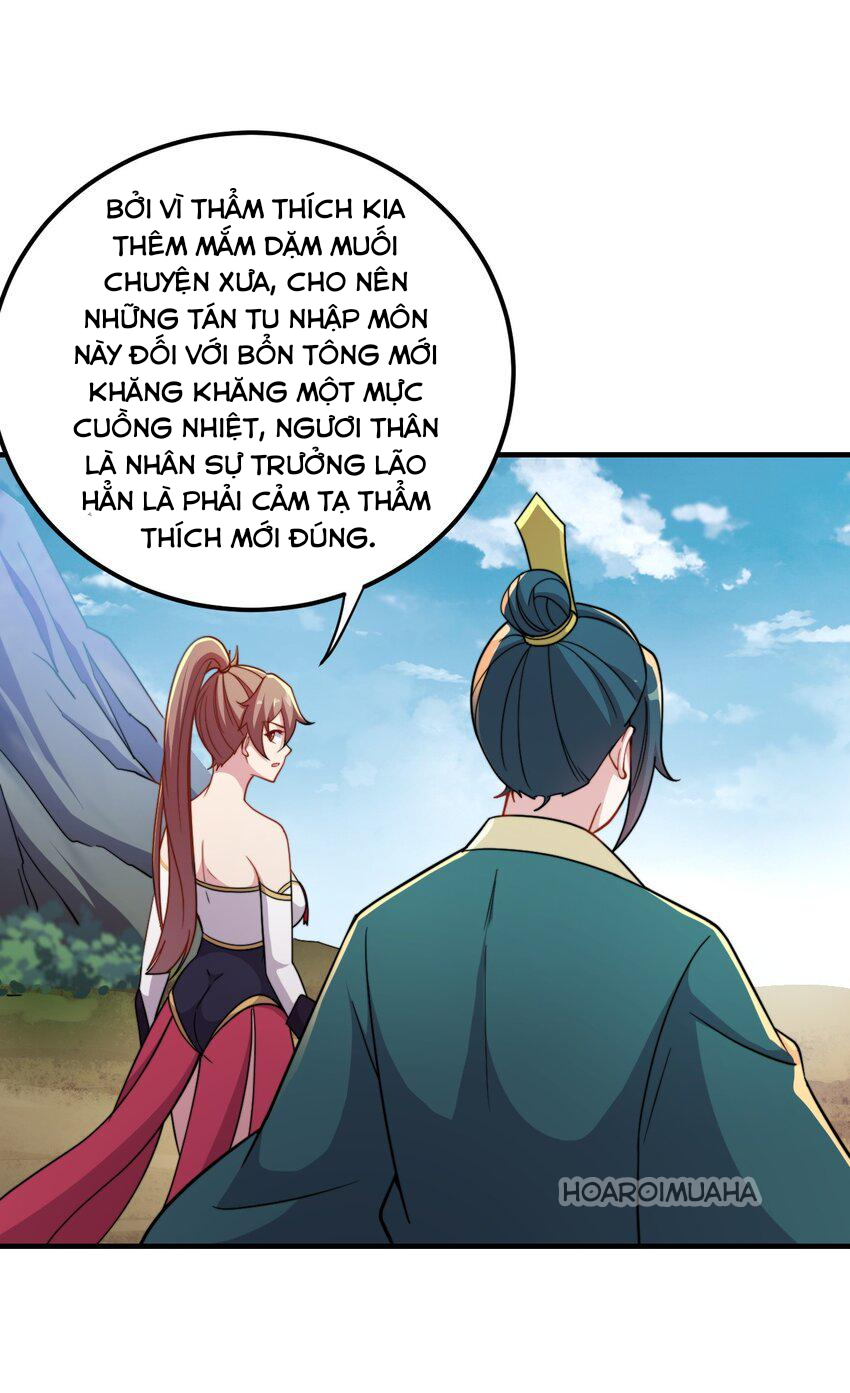 BỞI VÌ THẨM THÍCH KIA
THÊM MẮM DẶM MUỐI
CHUYỆN XƯA, CHO NÊN
NHỮNG TÁN TU NHẬP MÔN
NÀY ĐỐI VỚI BỔN TÔNG MỚI
KHĂNG KHĂNG MỘT MỰC
CUỒNG NHIỆT, NGƯƠI THÂN
LÀ NHÂN SỰ TRƯỞNG LÃO
HẲN LÀ PHẢI CẢM TẠ THẨM
THÍCH MỚI ĐÚNG.
HOAROIMUAHA